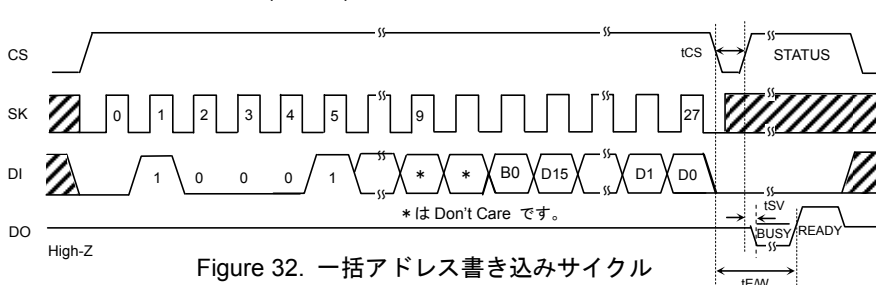 CS
tCS
STATUS
SK
0 1 2 3 4 5 9 27
DI
1 0 0 0 1 * * B0 D15 D1 D0
*は Don't Care です。
tSV
DO
BUSY
READY
High-Z
tE/W
Figure 32. 一括アドレス書き込みサイクル